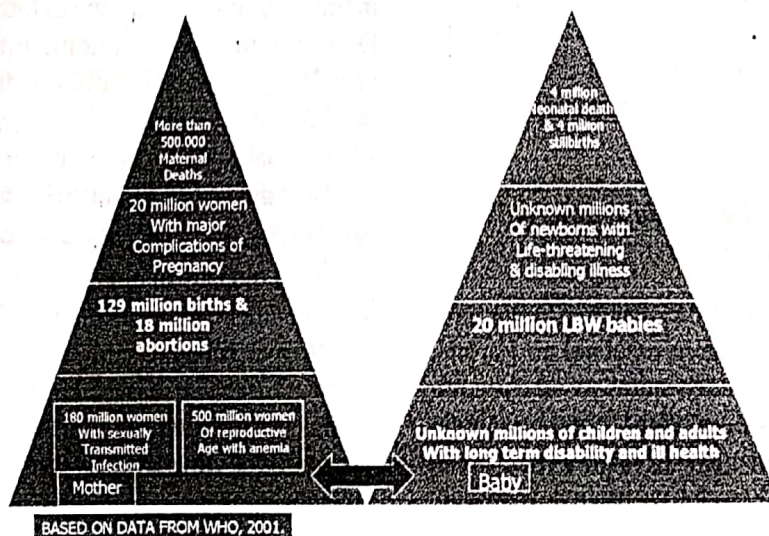 More than
500.000
Maternal
Deaths
20 million women
With major
Complications of
Pregnancy
129 million births &
18 million
abortions
180 million women
With sexually
Transmitted
Infection
500 million women
Of reproductive
Age with anemia
Mother
4 million
Neonatal death
& 4 million
stillbirths
Unknown millions
Of newborns with
Life-threatening
& disabling illness
20 million LBW babies
Unknown millions of children and adults
With long term disability and ill health
Baby
BASED ON DATA FROM WHO, 2001.